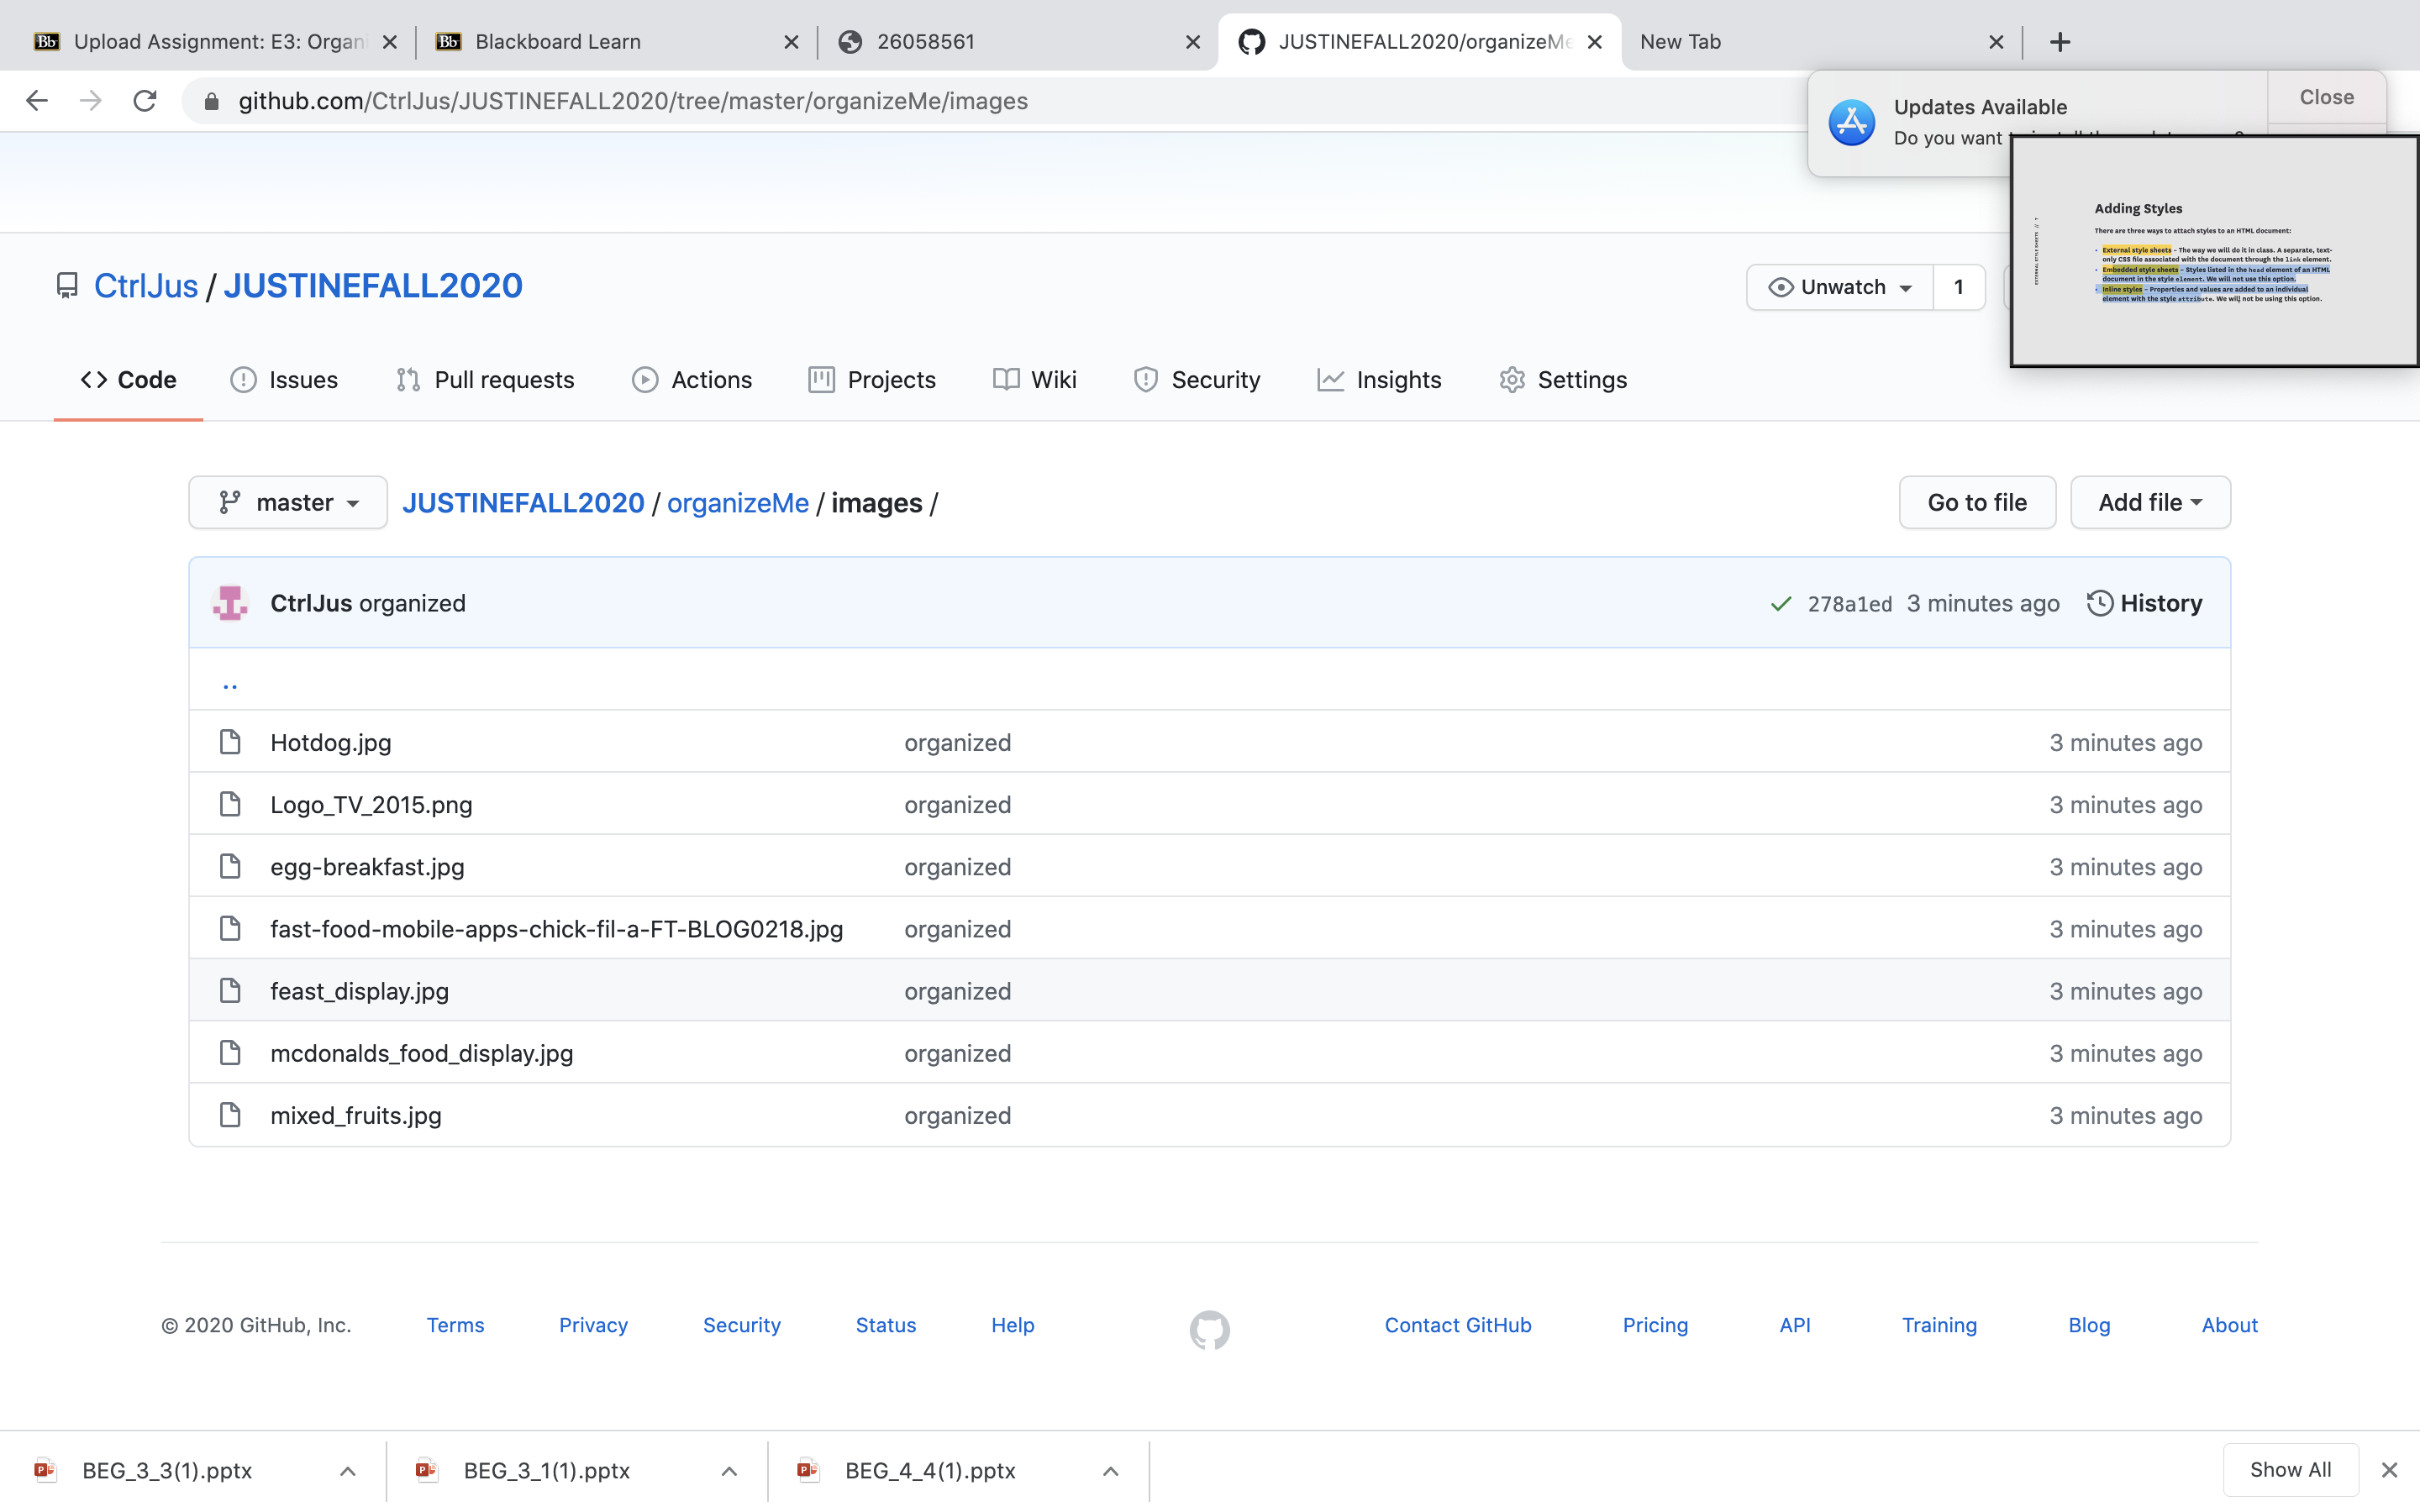 Upload Assignment: E3: Organi
Blackboard Learn
26058561
JUSTINEFALL2020/organizeMe
New Tab
github.com/CtrlJus/JUSTINEFALL2020/tree/master/organizeMe/images
Updates Available
Close
Do you want
Adding Styles
There are three ways to attach styles to an HTML document:
• External style sheets – The way we will do it in class. A separate, text-
only CSS file associated with the document through the link element.
• Embedded style sheets – Styles listed in the head element of an HTML
document in the style element. We will not use this option.
• Inline styles – Properties and values are added to an individual
element with the style attribute. We will not be using this option.
EXTERNAL STYLE SHEETS //
CtrlJus / JUSTINEFALL2020
Unwatch 1
Code Issues Pull requests Actions Projects Wiki Security Insights Settings
master JUSTINEFALL2020 / organizeMe / images /
Go to file Add file
CtrlJus organized 278a1ed 3 minutes ago History
..
Hotdog.jpg organized 3 minutes ago
Logo_TV_2015.png organized 3 minutes ago
egg-breakfast.jpg organized 3 minutes ago
fast-food-mobile-apps-chick-fil-a-FT-BLOG0218.jpg organized 3 minutes ago
feast_display.jpg organized 3 minutes ago
mcdonalds_food_display.jpg organized 3 minutes ago
mixed_fruits.jpg organized 3 minutes ago
© 2020 GitHub, Inc. Terms Privacy Security Status Help Contact GitHub Pricing API Training Blog About
BEG_3_3(1).pptx BEG_3_1(1).pptx BEG_4_4(1).pptx Show All